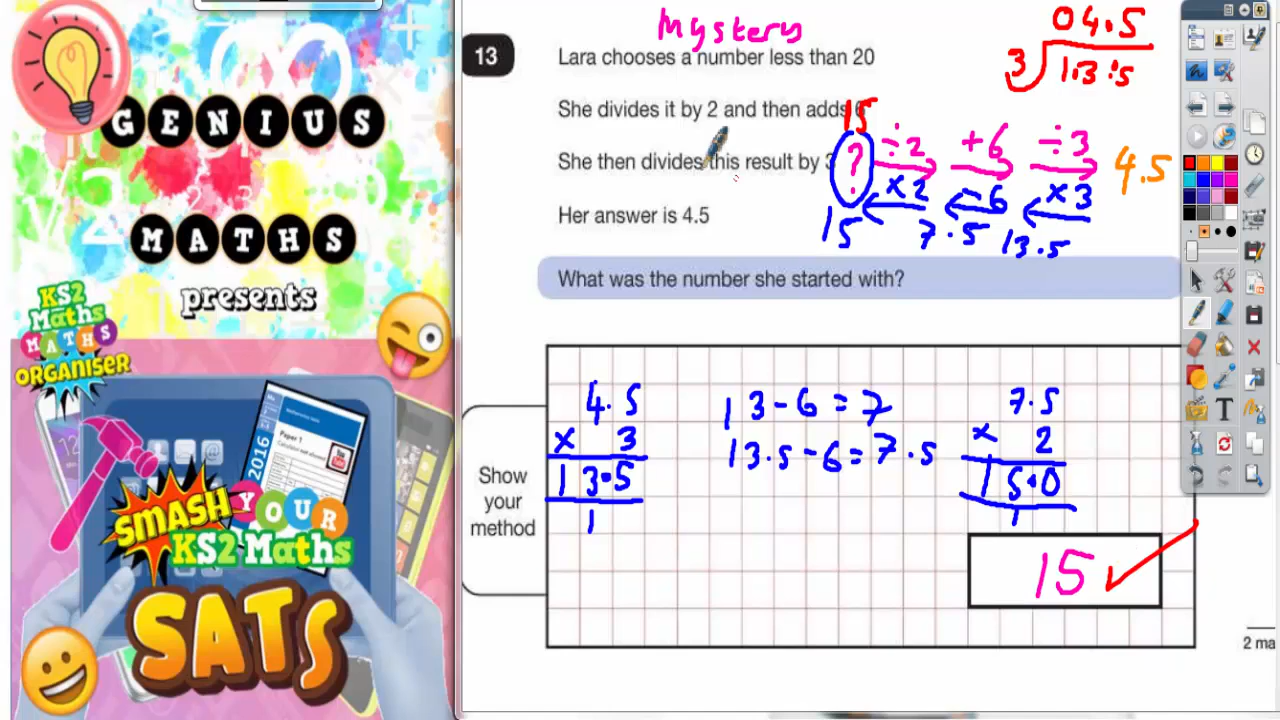 GENIUS
MATHS
presents
KS2
Maths
MATHS
ORGANISER
2016
Paper 1
You
Tube
SMASH YOUR
KS2 Maths
SATS
Mystery
13
Lara chooses a number less than 20
She divides it by 2 and then adds 6
She then divides this result by 3
Her answer is 4.5
What was the number she started with?
04.5
3 13.15
15
? ÷2 +6 ÷3 4.5
×2 -6 ×3
15 7.5 13.5
Show
your
method
4.5
× 3
13.5
1
13-6=7
13.5-6=7.5
7.5
× 2
15.0
1
15 ✓
2 ma
T